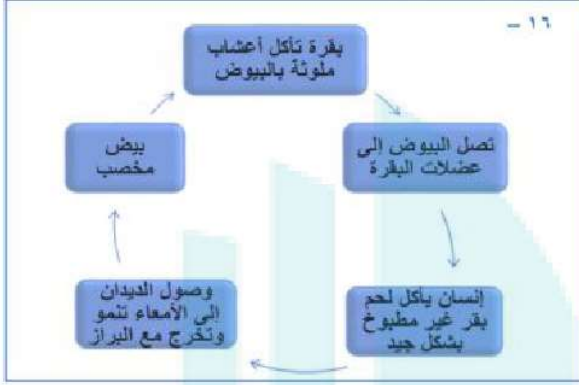 ١٦ –
بقرة تأكل أعشاب
ملوثة بالبيوض
تصل البيوض إلى
عضلات البقرة
إنسان يأكل لحم
بقر غير مطبوخ
بشكل جيد
وصول الديدان
إلى الأمعاء تنمو
وتخرج مع البراز
بيض
مخصب